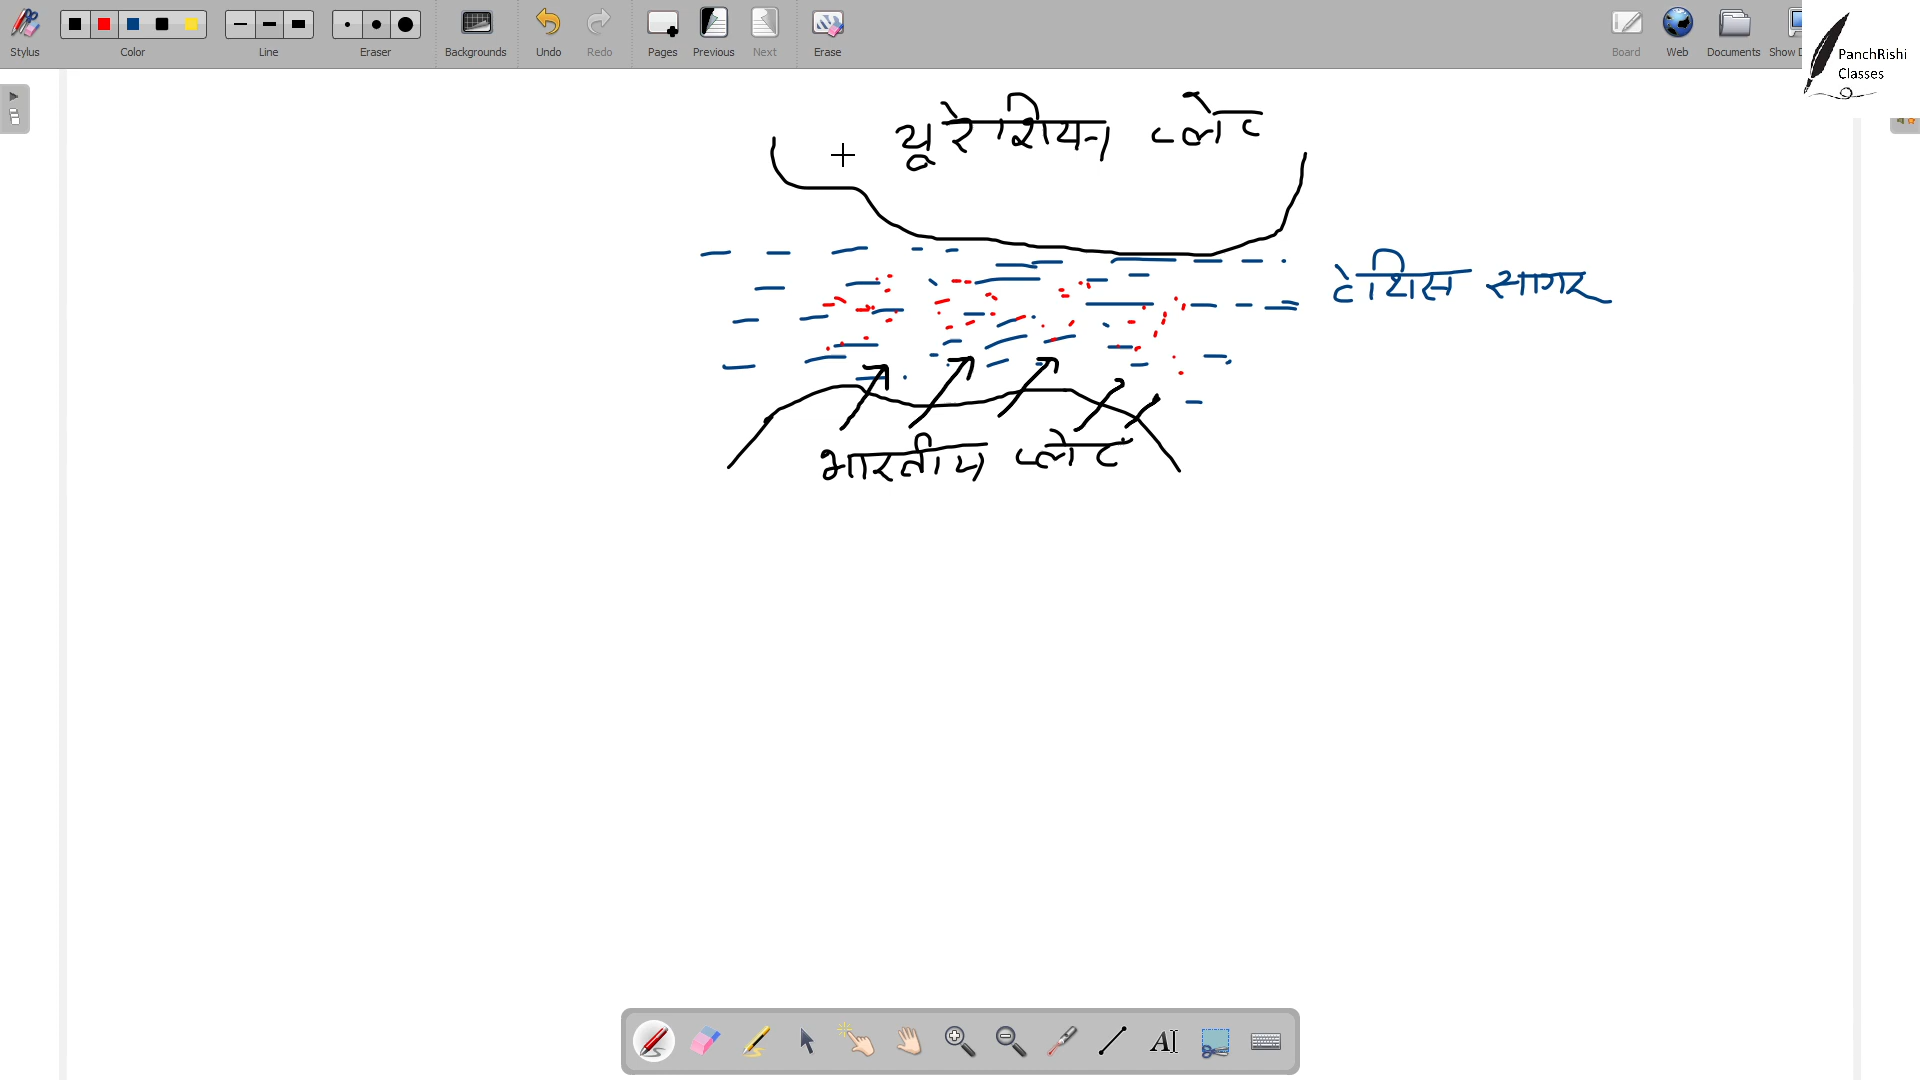 Stylus
Color
Line
Eraser
Backgrounds
Undo
Redo
Pages
Previous
Next
Erase
Board
Web
Documents
Show D
PanchRishi
Classes
यूरेशियन प्लेट
टेथिस सागर
भारतीय प्लेट